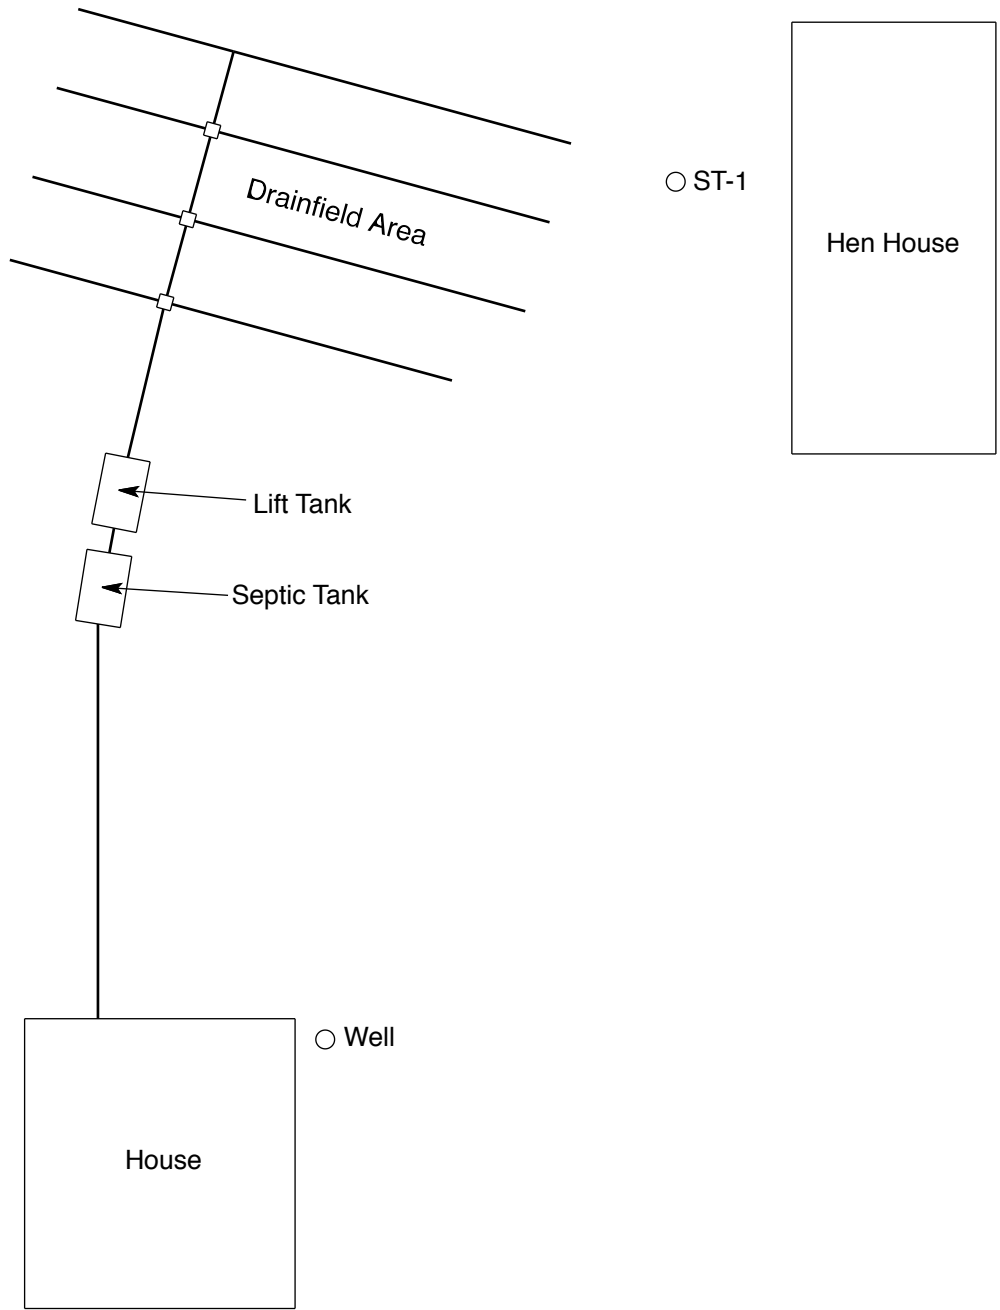 ST-1
Drainfield Area
Hen House
Lift Tank
Septic Tank
Well
House